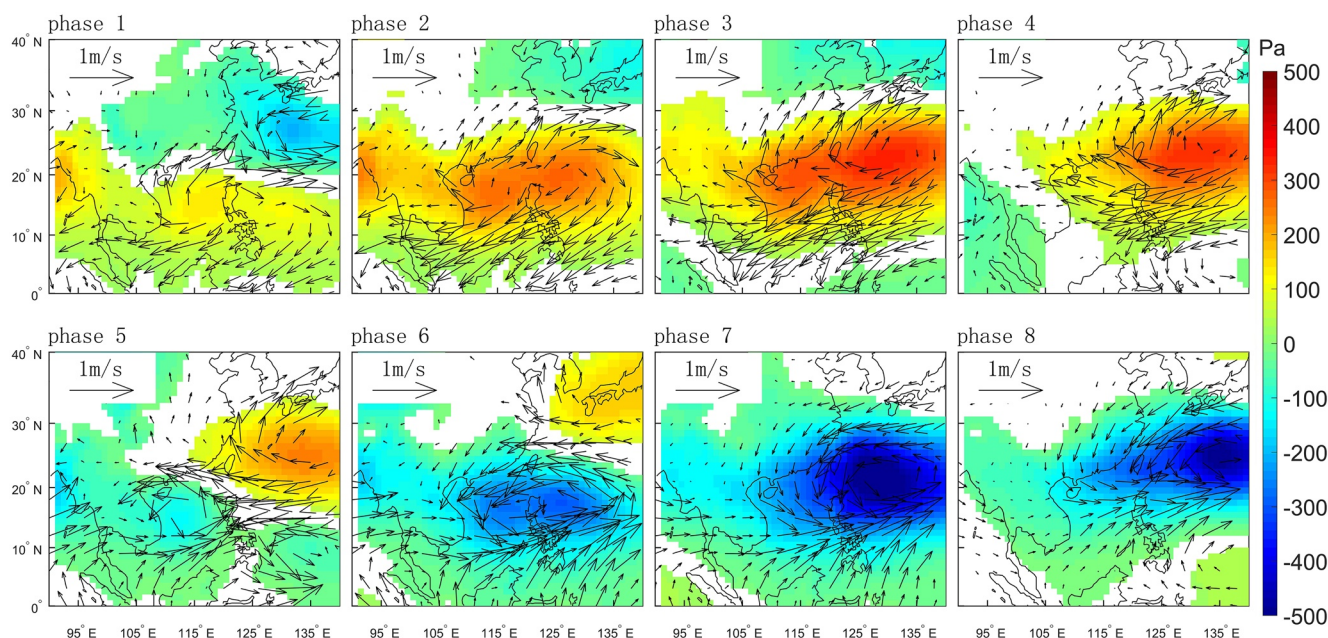 phase 1 phase 2 phase 3 phase 4
40° N Pa
1m/s 1m/s 1m/s 1m/s 500
30° N 400
300
20° N 200
10° N 100
0° 0
phase 5 phase 6 phase 7 phase 8
40° N -100
1m/s 1m/s 1m/s 1m/s
30° N -200
20° N -300
10° N -400
0° -500
95° E 105° E 115° E 125° E 135° E 95° E 105° E 115° E 125° E 135° E 95° E 105° E 115° E 125° E 135° E 95° E 105° E 115° E 125° E 135° E